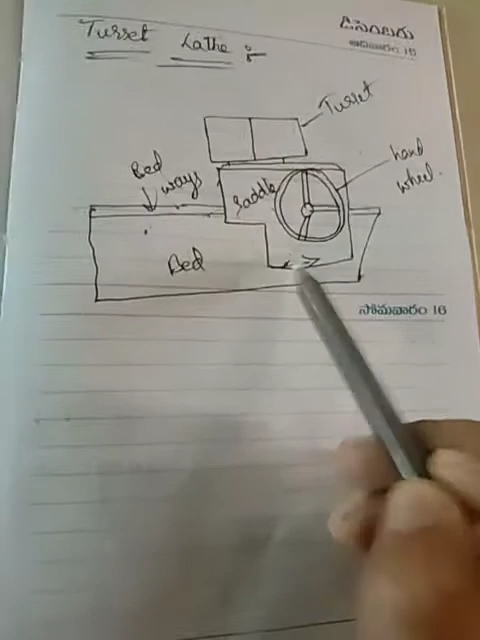 డిసెంబరు
ఆదివారం 15
Turret Lathe :-
Turret
hand
wheel.
Bed
ways
Saddle
Bed
సోమవారం 16